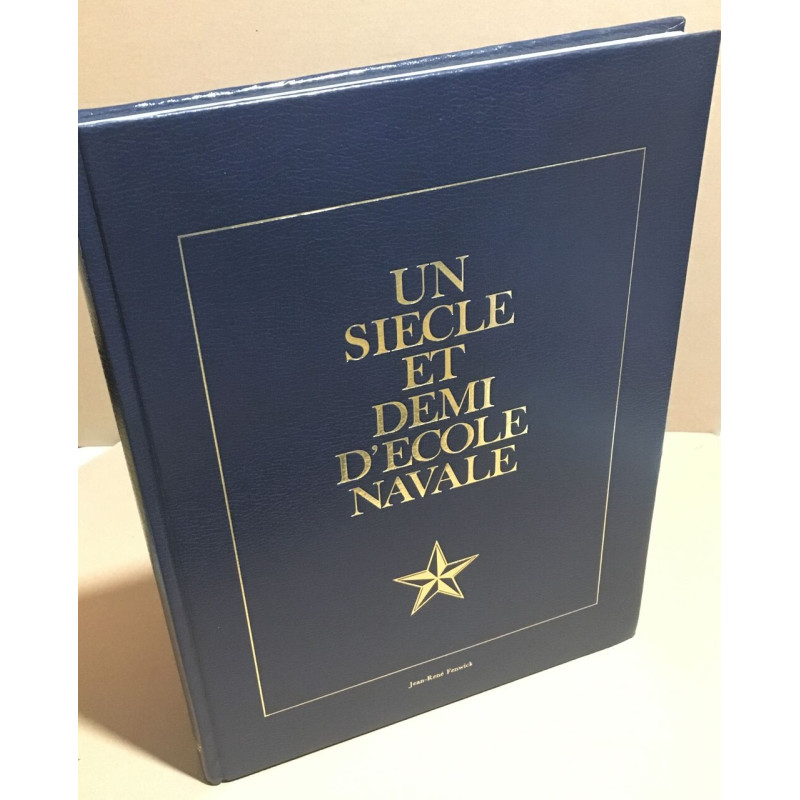 UN
SIECLE
ET
DEMI
D'ECOLE
NAVALE
Jean-René Fenwick